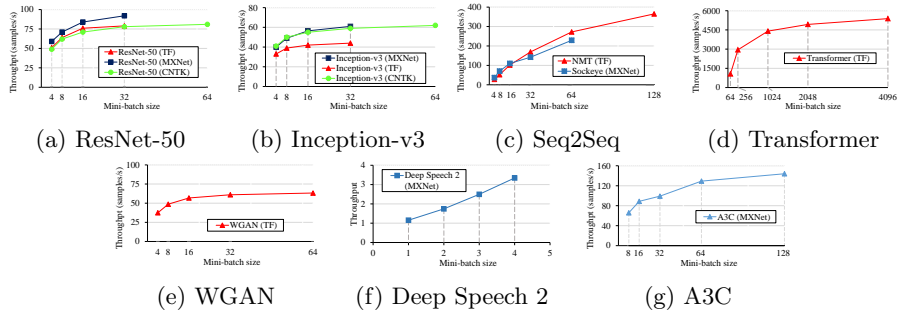 Throughput (samples/s)
100
75
50
25
0
ResNet-50 (TF)
ResNet-50 (MXNet)
ResNet-50 (CNTK)
4 8 16 32 64
Mini-batch size
(a) ResNet-50
Throughput (samples/s)
100
80
60
40
20
0
Inception-v3 (MXNet)
Inception-v3 (TF)
Inception-v3 (CNTK)
4 8 16 32 64
Mini-batch size
(b) Inception-v3
Throughput (samples/s)
400
300
200
100
0
NMT (TF)
Sockeye (MXNet)
4 8 16 32 64 128
Mini-batch size
(c) Seq2Seq
Throughput (samples/s)
6000
4500
3000
1500
0
Transformer (TF)
64 256 1024 2048 4096
Mini-batch size
(d) Transformer
Throughpt (samples/s)
100
75
50
25
0
WGAN (TF)
4 8 16 32 64
Mini-batch size
(e) WGAN
Throughput
4
3
2
1
0
Deep Speech 2
(MXNet)
0 1 2 3 4 5
Mini-batch size
(f) Deep Speech 2
Throughpt (samples/s)
160
120
80
40
0
A3C (MXNet)
8 16 32 64 128
Mini-batch size
(g) A3C